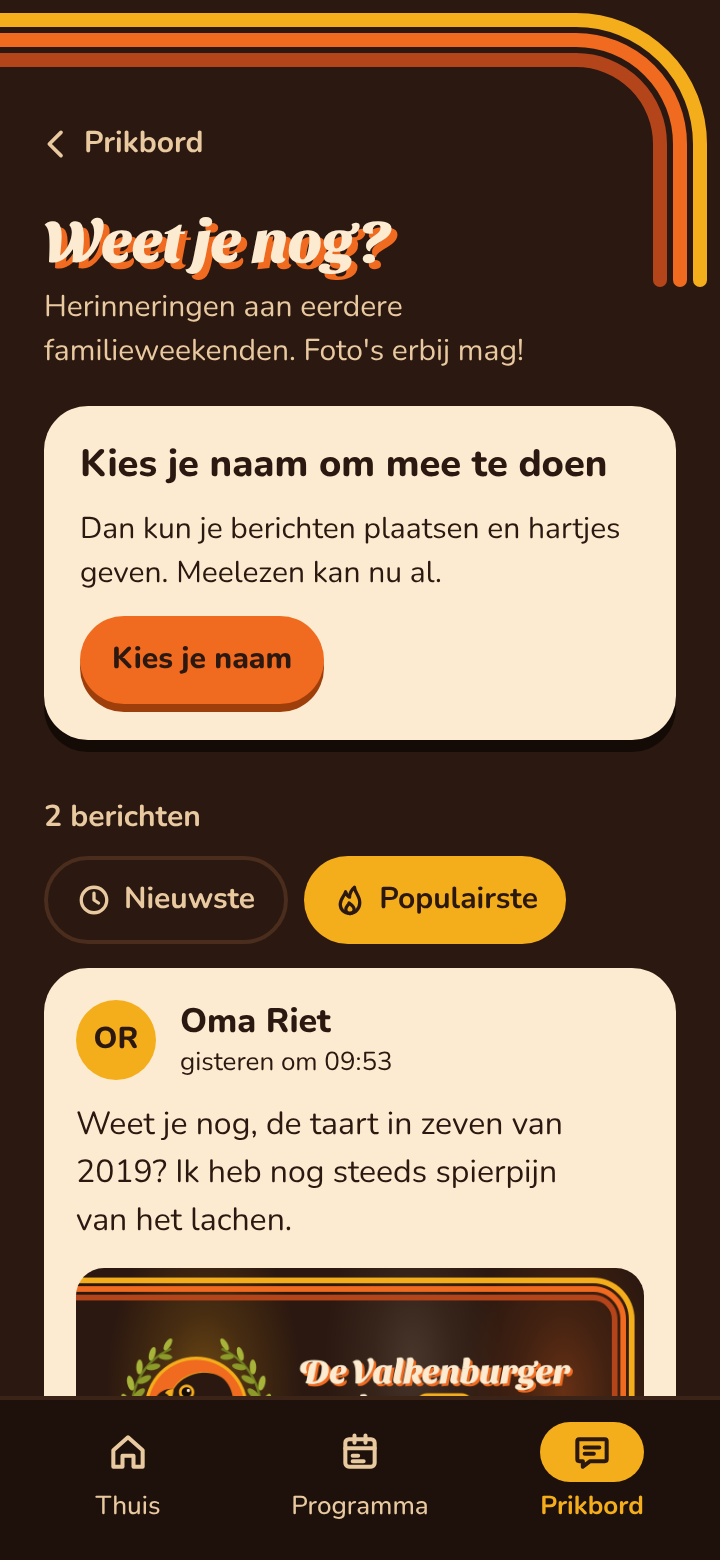 Prikbord
Weet je nog?
Herinneringen aan eerdere
familieweekenden. Foto's erbij mag!
Kies je naam om mee te doen
Dan kun je berichten plaatsen en hartjes
geven. Meelezen kan nu al.
Kies je naam
2 berichten
Nieuwste
Populairste
OR
Oma Riet
gisteren om 09:53
Weet je nog, de taart in zeven van
2019? Ik heb nog steeds spierpijn
van het lachen.
De Valkenburger
Thuis
Programma
Prikbord